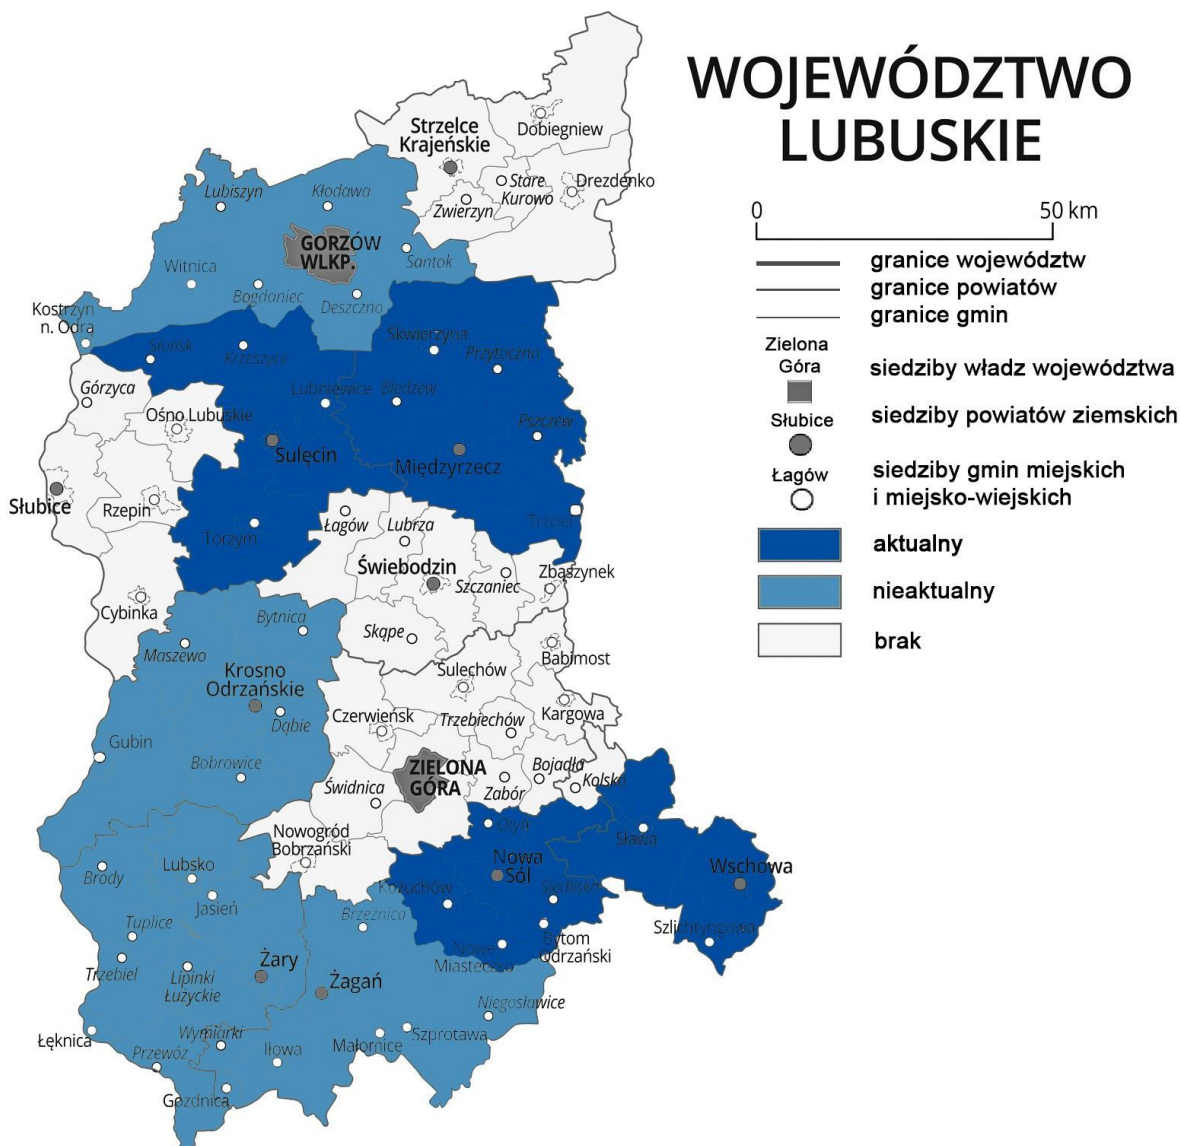 WOJEWÓDZTWO
LUBUSKIE
0 50 km
granice województw
granice powiatów
granice gmin
Zielona
Góra
siedziby władz województwa
Słubice
siedziby powiatów ziemskich
Łagów
siedziby gmin miejskich
i miejsko-wiejskich
aktualny
nieaktualny
brak
Dobiegniew
Strzelce
Krajeńskie
Stare
Kurowo
Drezdenko
Zwierzyn
Lubiszyn
Kłodawa
GORZÓW
WLKP.
Santok
Witnica
Bogdaniec
Deszczno
Kostrzyn
n. Odrą
Skwierzyna
Słońsk
Krzeszyce
Przytoczna
Górzyca
Lubniewice
Bledzew
Ośno Lubuskie
Pszczew
Sulęcin
Międzyrzecz
Słubice
Rzepin
Łagów
Lubrza
Trzciel
Torzym
Świebodzin
Szczaniec
Zbąszynek
Cybinka
Bytnica
Skąpe
Maszewo
Babimost
Krosno
Odrzańskie
Sulechów
Dąbie
Czerwieńsk
Trzebiechów
Kargowa
Gubin
Bobrowice
ZIELONA
GÓRA
Bojadła
Kolsko
Zabór
Świdnica
Nowogród
Bobrzański
Otyń
Sława
Lubsko
Nowa
Sól
Wschowa
Brody
Jasień
Kożuchów
Siedlisko
Tuplice
Brzeźnica
Szlichtyngowa
Bytom
Odrzański
Nowe
Miasteczko
Żary
Trzebiel
Lipinki
Łużyckie
Żagań
Niegosławice
Łęknica
Wymiarki
Przewóz
Iłowa
Małornice
Szprotawa
Gozdnica